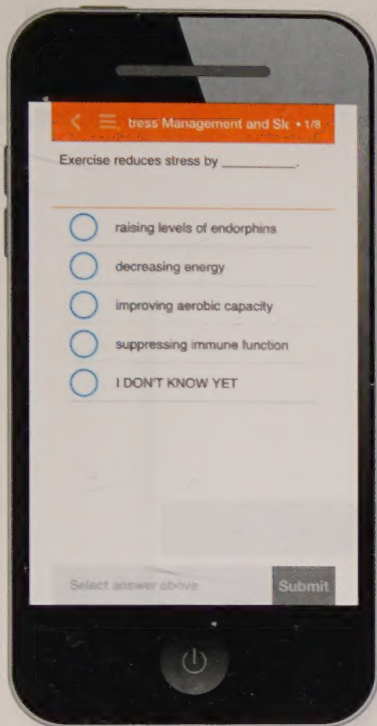 tress Management and Sle • 1/8
Exercise reduces stress by ________.
raising levels of endorphins
decreasing energy
improving aerobic capacity
suppressing immune function
I DON'T KNOW YET
Select answer above
Submit